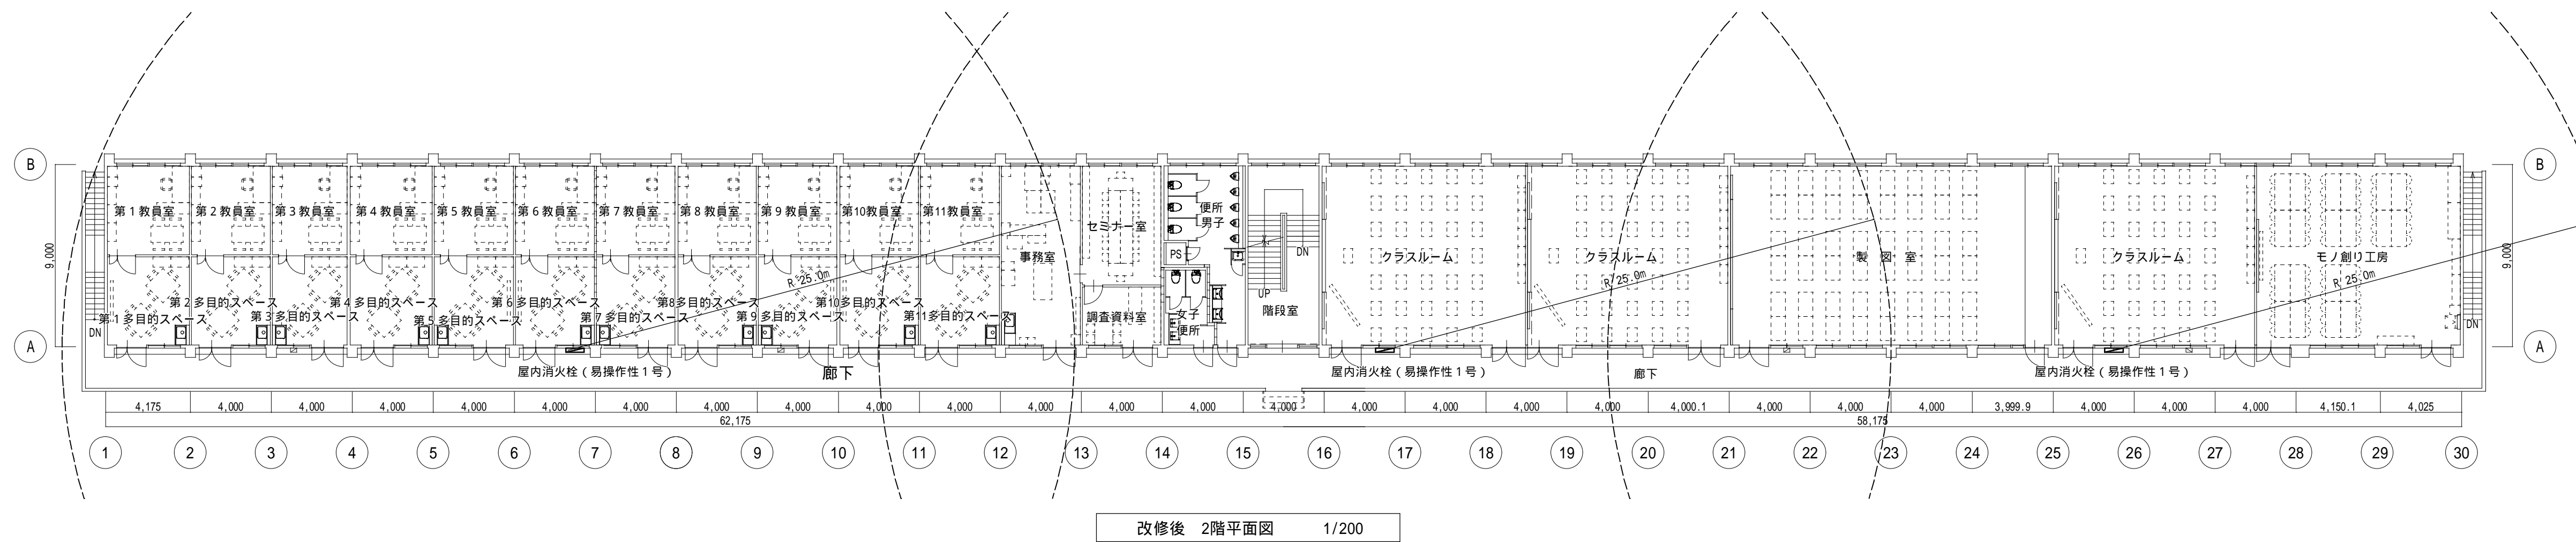 B
B
第１教員室
第２教員室
第３教員室
第４教員室
第５教員室
第６教員室
第７教員室
第８教員室
第９教員室
第10教員室
第11教員室
便所
男子
セミナー室
PS
DN
事務室
クラスルーム
クラスルーム
製　図　室
クラスルーム
モノ創り工房
9,000
9,000
R 25.0m
R 25.0m
R 25.0m
UP
第２多目的スペース
第４多目的スペース
第６多目的スペース
第８多目的スペース
第10多目的スペース
階段室
第１多目的スペース
第３多目的スペース
第５多目的スペース
第７多目的スペース
第９多目的スペース
第11多目的スペース
調査資料室
女子
便所
DN
DN
A
A
屋内消火栓（易操作性１号）
廊下
屋内消火栓（易操作性１号）
廊下
屋内消火栓（易操作性１号）
4,175 4,000 4,000 4,000 4,000 4,000 4,000 4,000 4,000 4,000 4,000 4,000 4,000 4,000 4,000 4,000 4,000 4,000 4,000 4,000.1 4,000 4,000 4,000 3,999.9 4,000 4,000 4,000 4,150.1 4,025
62,175 58,175
1 2 3 4 5 6 7 8 9 10 11 12 13 14 15 16 17 18 19 20 21 22 23 24 25 26 27 28 29 30
改修後　2階平面図　1/200